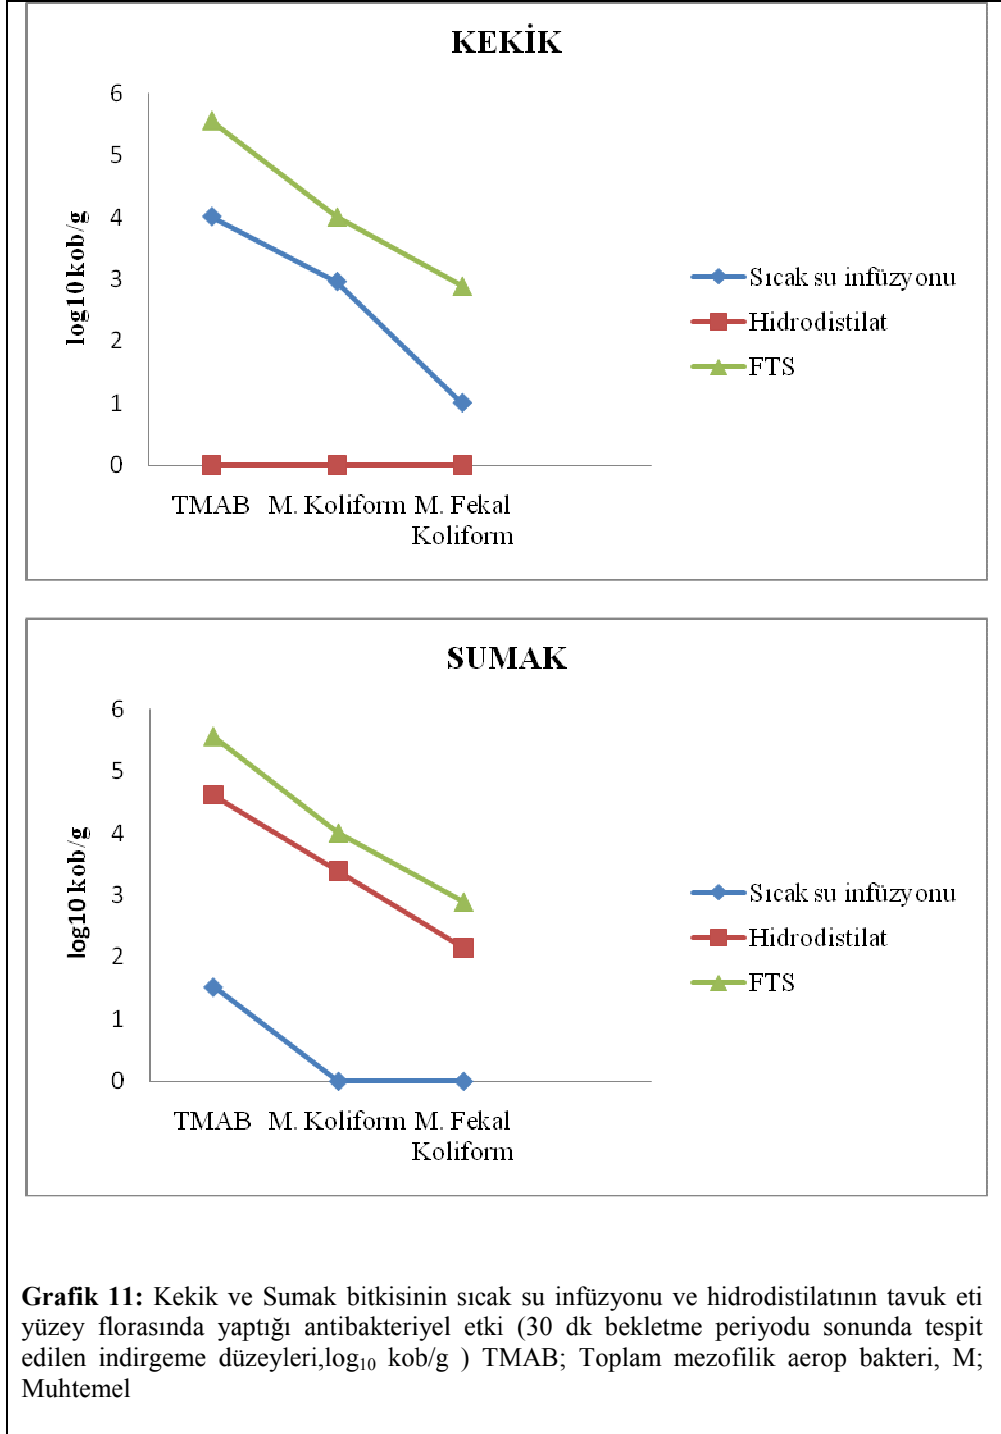 KEKİK
6
5
4
3
2
1
0
log10 kob/g
TMAB M. Koliform M. Fekal
Koliform
Sıcak su infüzyonu
Hidrodistilat
FTS
SUMAK
6
5
4
3
2
1
0
log10 kob/g
TMAB M. Koliform M. Fekal
Koliform
Sıcak su infüzyonu
Hidrodistilat
FTS
Grafik 11: Kekik ve Sumak bitkisinin sıcak su infüzyonu ve hidrodistilatının tavuk eti
yüzey florasında yaptığı antibakteriyel etki (30 dk bekletme periyodu sonunda tespit
edilen indirgeme düzeyleri,log₁₀ kob/g ) TMAB; Toplam mezofilik aerop bakteri, M;
Muhtemel